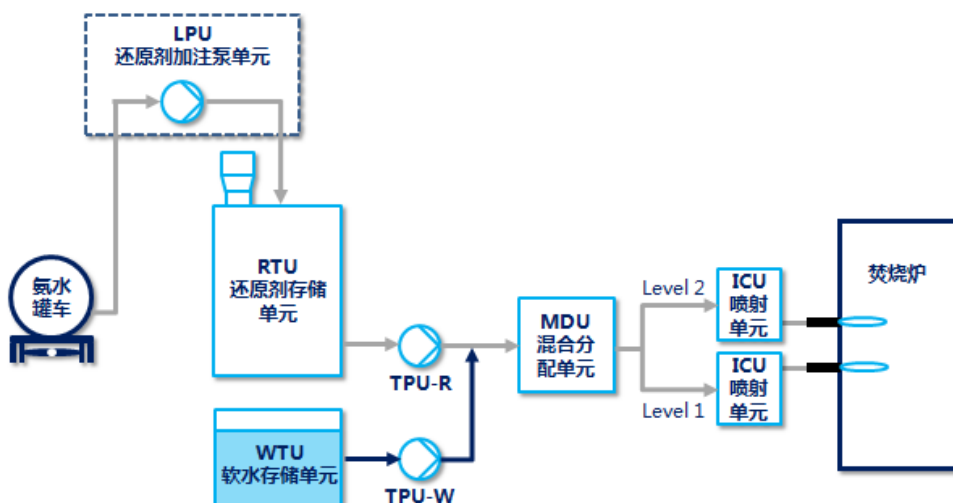 LPU
还原剂加注泵单元
氨水
罐车
RTU
还原剂存储
单元
TPU-R
WTU
软水存储单元
TPU-W
MDU
混合分
配单元
Level 2
Level 1
ICU
喷射
单元
ICU
喷射
单元
焚烧炉